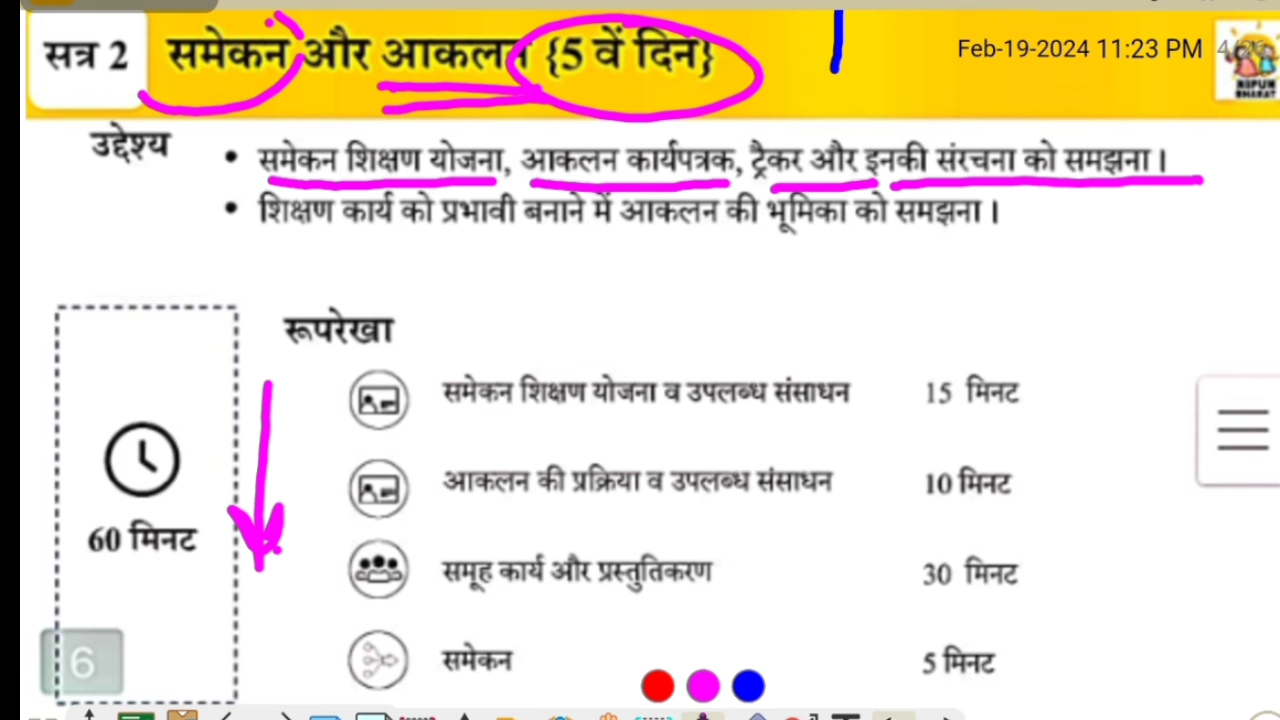 सत्र 2 समेकन और आकलन {5 वें दिन} Feb-19-2024 11:23 PM
NIPUN
BHARAT
उद्देश्य
• समेकन शिक्षण योजना, आकलन कार्यपत्रक, ट्रैकर और इनकी संरचना को समझना।
• शिक्षण कार्य को प्रभावी बनाने में आकलन की भूमिका को समझना।
रूपरेखा
समेकन शिक्षण योजना व उपलब्ध संसाधन 15 मिनट
आकलन की प्रक्रिया व उपलब्ध संसाधन 10 मिनट
60 मिनट
समूह कार्य और प्रस्तुतिकरण 30 मिनट
समेकन 5 मिनट
6